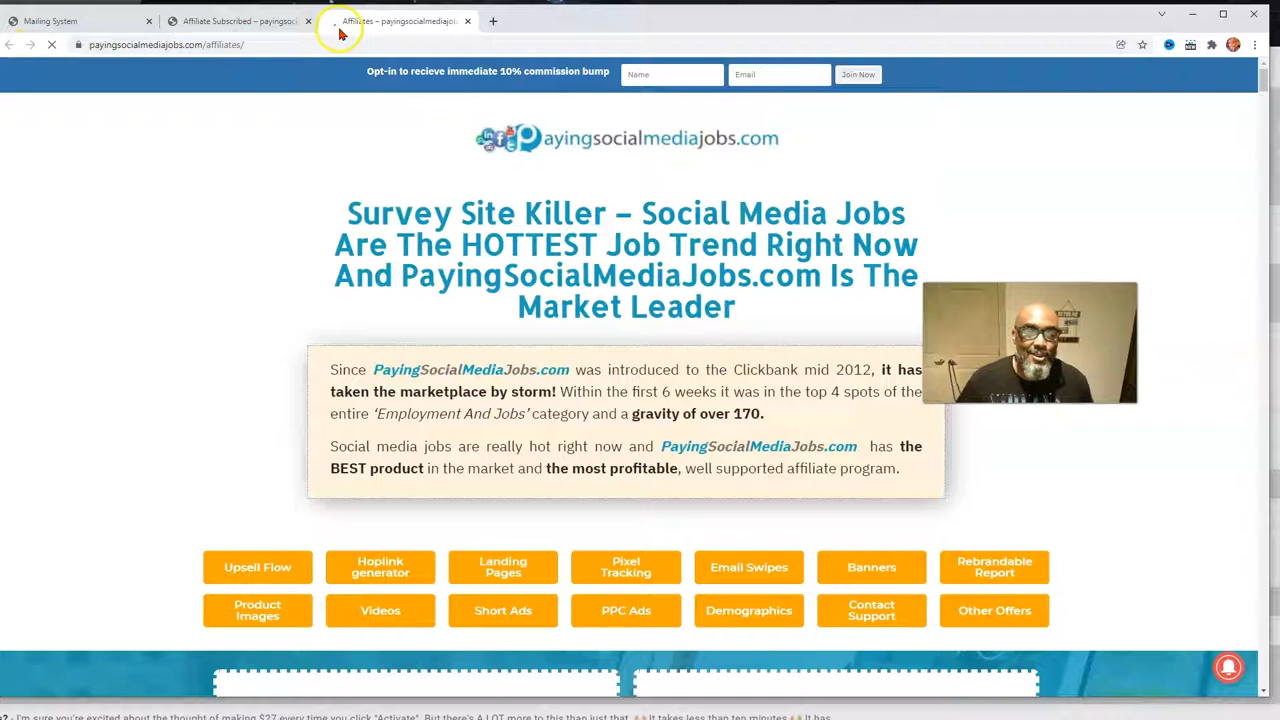 Mailing System
Affiliate Subscribed – payingsoci
Affiliates – payingsocialmediajobs
payingsocialmediajobs.com/affiliates/
Opt-in to recieve immediate 10% commission bump
Name
Email
Join Now
payingsocialmediajobs.com
Survey Site Killer – Social Media Jobs
Are The HOTTEST Job Trend Right Now
And PayingSocialMediaJobs.com Is The
Market Leader
Since PayingSocialMediaJobs.com was introduced to the Clickbank mid 2012, it has
taken the marketplace by storm! Within the first 6 weeks it was in the top 4 spots of the
entire ‘Employment And Jobs’ category and a gravity of over 170.
Social media jobs are really hot right now and PayingSocialMediaJobs.com has the
BEST product in the market and the most profitable, well supported affiliate program.
Upsell Flow
Hoplink
generator
Landing
Pages
Pixel
Tracking
Email Swipes
Banners
Rebrandable
Report
Product
Images
Videos
Short Ads
PPC Ads
Demographics
Contact
Support
Other Offers
s? - I'm sure you're excited about the thought of making $27 every time you click "Activate". But there's A LOT more to this than just that. It takes less than ten minutes It has